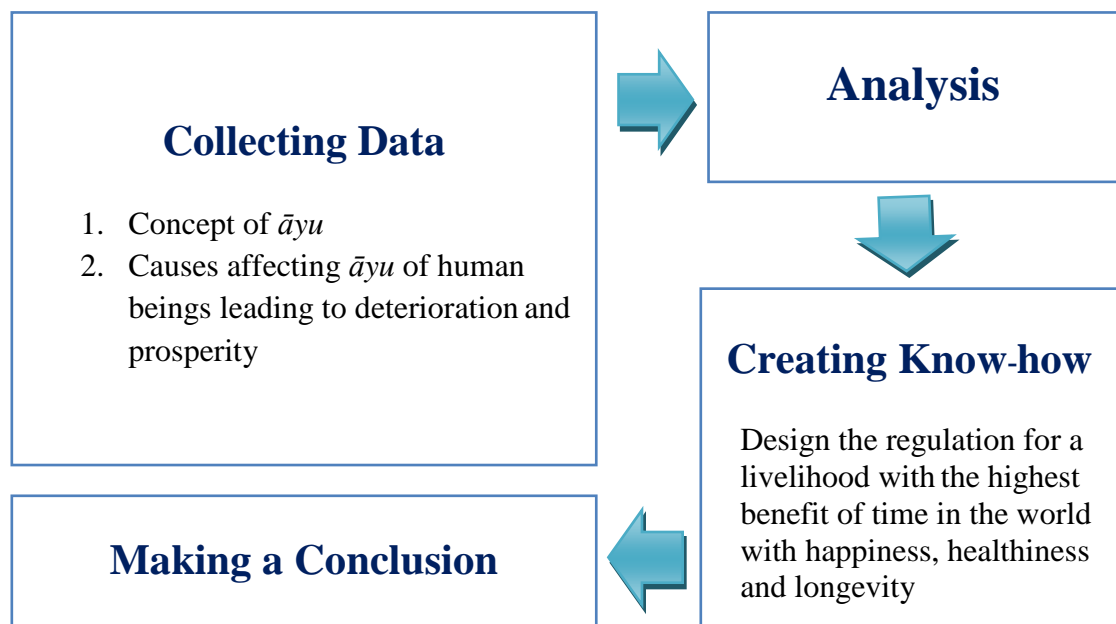 Collecting Data
1. Concept of āyu
2. Causes affecting āyu of human
beings leading to deterioration and
prosperity
Analysis
Creating Know-how
Design the regulation for a
livelihood with the highest
benefit of time in the world
with happiness, healthiness
and longevity
Making a Conclusion